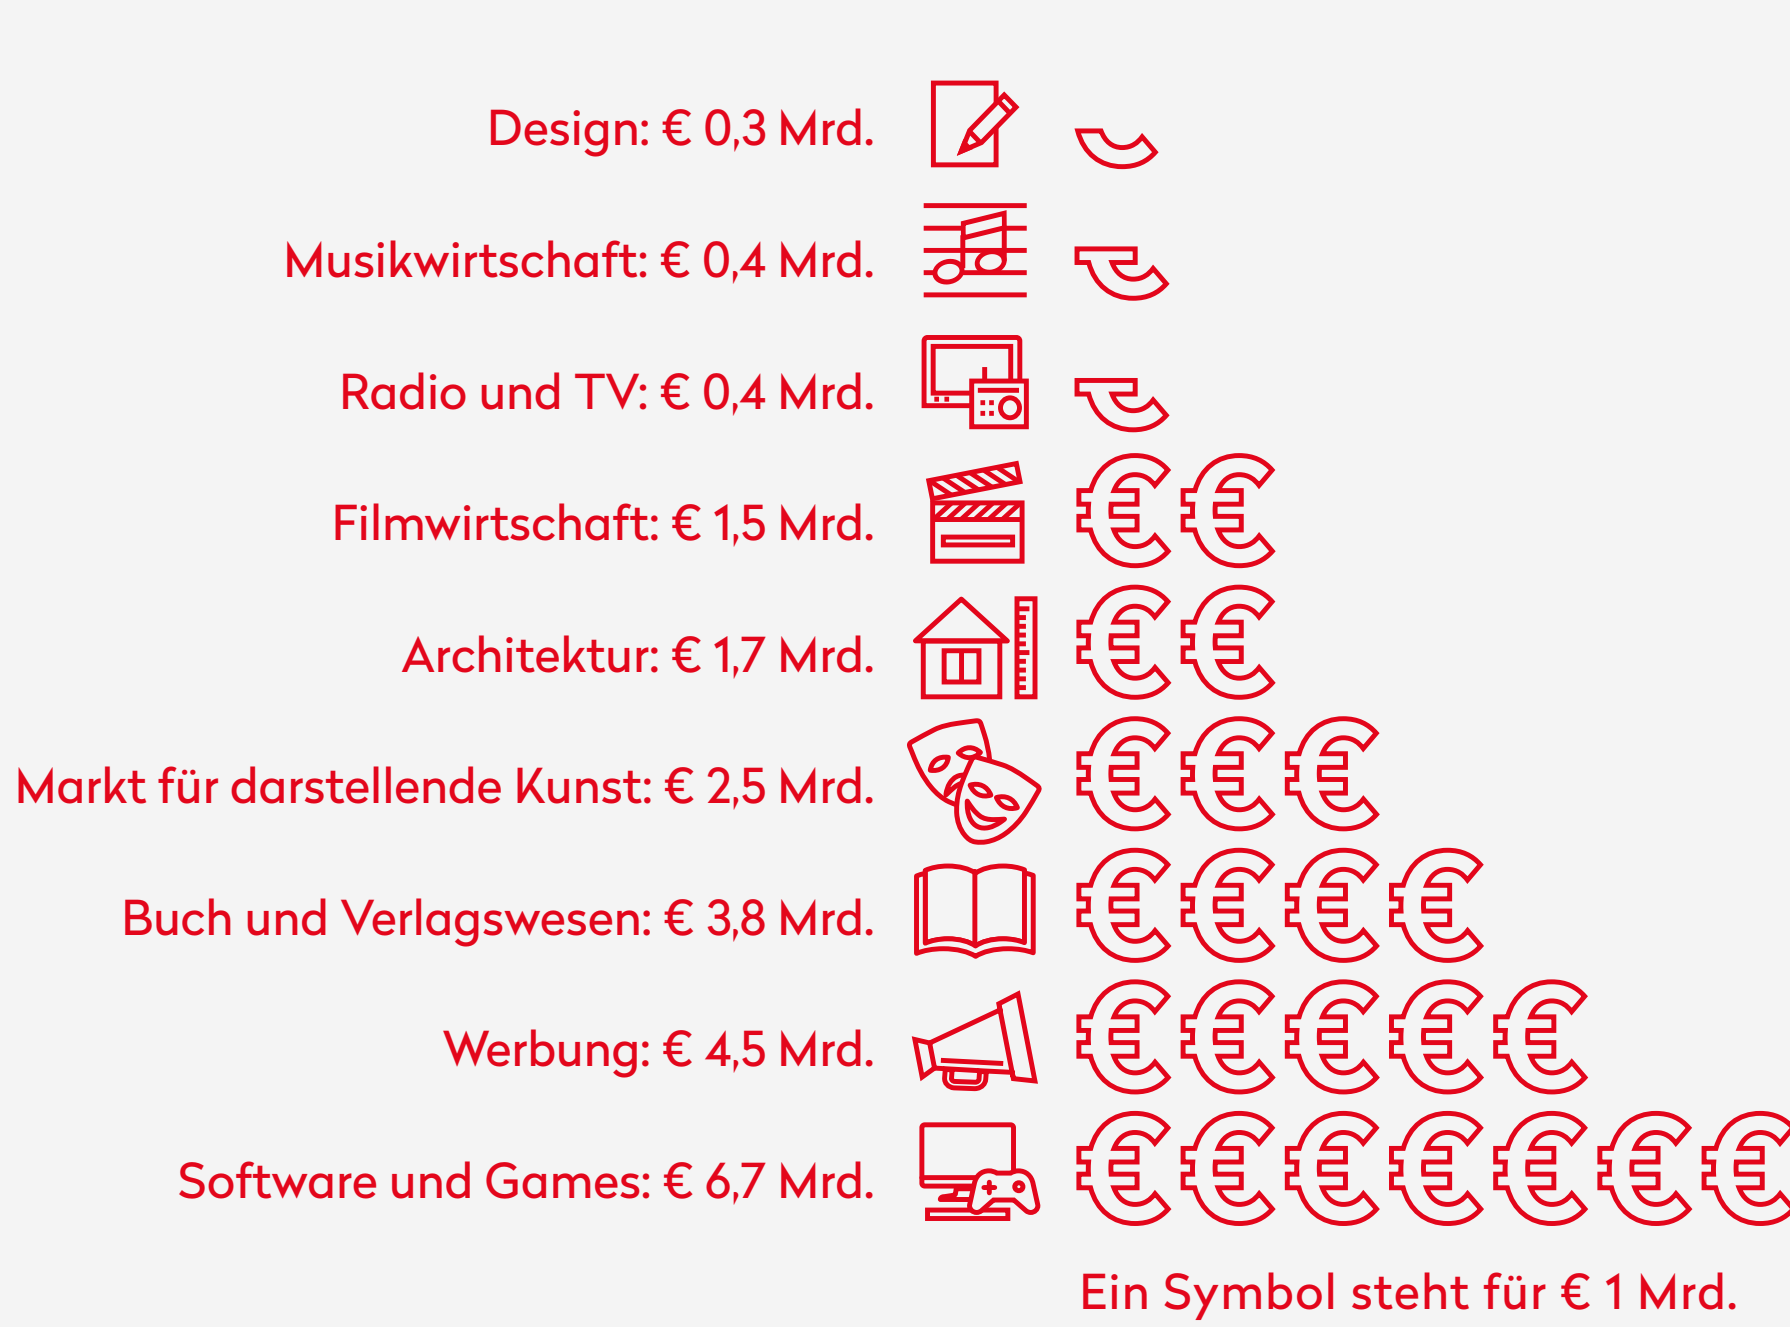 Design: € 0,3 Mrd.
Musikwirtschaft: € 0,4 Mrd.
Radio und TV: € 0,4 Mrd.
Filmwirtschaft: € 1,5 Mrd.
Architektur: € 1,7 Mrd.
Markt für darstellende Kunst: € 2,5 Mrd.
Buch und Verlagswesen: € 3,8 Mrd.
Werbung: € 4,5 Mrd.
Software und Games: € 6,7 Mrd.
Ein Symbol steht für € 1 Mrd.